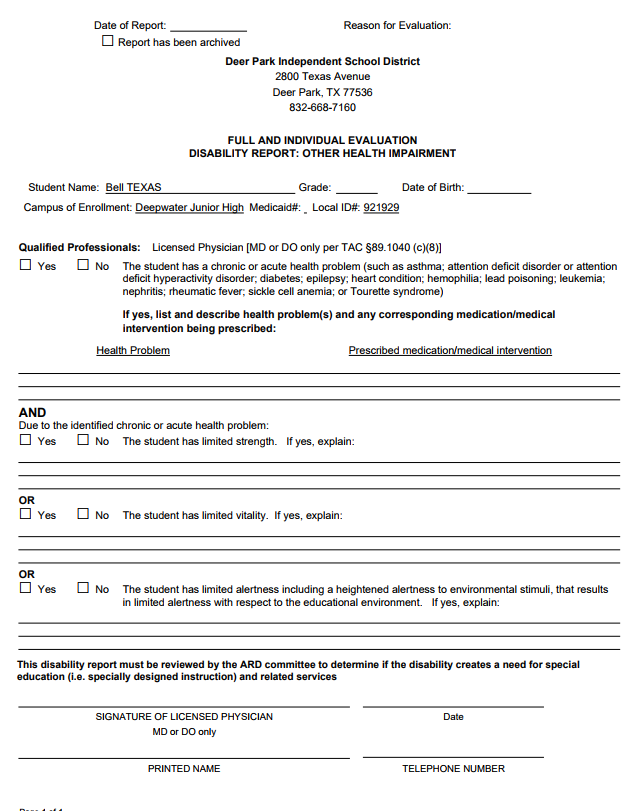 Date of Report: ____________ Reason for Evaluation:
☐ Report has been archived
Deer Park Independent School District
2800 Texas Avenue
Deer Park, TX 77536
832-668-7160
FULL AND INDIVIDUAL EVALUATION
DISABILITY REPORT: OTHER HEALTH IMPAIRMENT
Student Name: Bell TEXAS Grade: ______ Date of Birth: __________
Campus of Enrollment: Deepwater Junior High Medicaid#: _ Local ID#: 921929
Qualified Professionals: Licensed Physician [MD or DO only per TAC §89.1040 (c)(8)]
☐ Yes ☐ No The student has a chronic or acute health problem (such as asthma; attention deficit disorder or attention
deficit hyperactivity disorder; diabetes; epilepsy; heart condition; hemophilia; lead poisoning; leukemia;
nephritis; rheumatic fever; sickle cell anemia; or Tourette syndrome)
If yes, list and describe health problem(s) and any corresponding medication/medical
intervention being prescribed:
Health Problem Prescribed medication/medical intervention
AND
Due to the identified chronic or acute health problem:
☐ Yes ☐ No The student has limited strength. If yes, explain:
OR
☐ Yes ☐ No The student has limited vitality. If yes, explain:
OR
☐ Yes ☐ No The student has limited alertness including a heightened alertness to environmental stimuli, that results
in limited alertness with respect to the educational environment. If yes, explain:
This disability report must be reviewed by the ARD committee to determine if the disability creates a need for special
education (i.e. specially designed instruction) and related services
SIGNATURE OF LICENSED PHYSICIAN Date
MD or DO only
PRINTED NAME TELEPHONE NUMBER